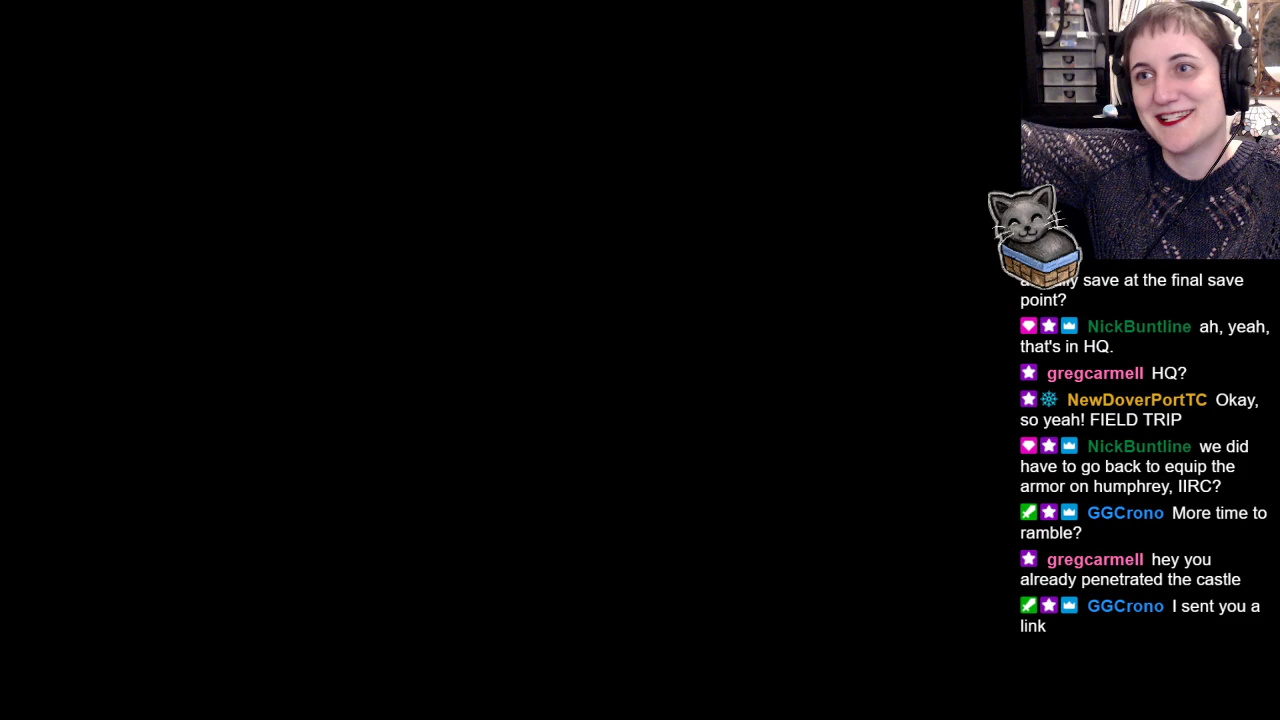 save at the final save
point?
NickBuntline ah, yeah,
that's in HQ.
gregcarmell HQ?
NewDoverPortTC Okay,
so yeah! FIELD TRIP
NickBuntline we did
have to go back to equip the
armor on humphrey, IIRC?
GGCrono More time to
ramble?
gregcarmell hey you
already penetrated the castle
GGCrono I sent you a
link